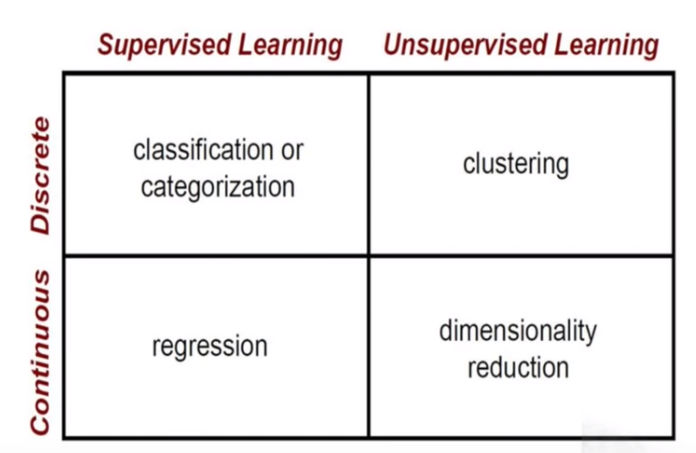 Supervised Learning Unsupervised Learning
Discrete
classification or
categorization
clustering
Continuous
regression
dimensionality
reduction